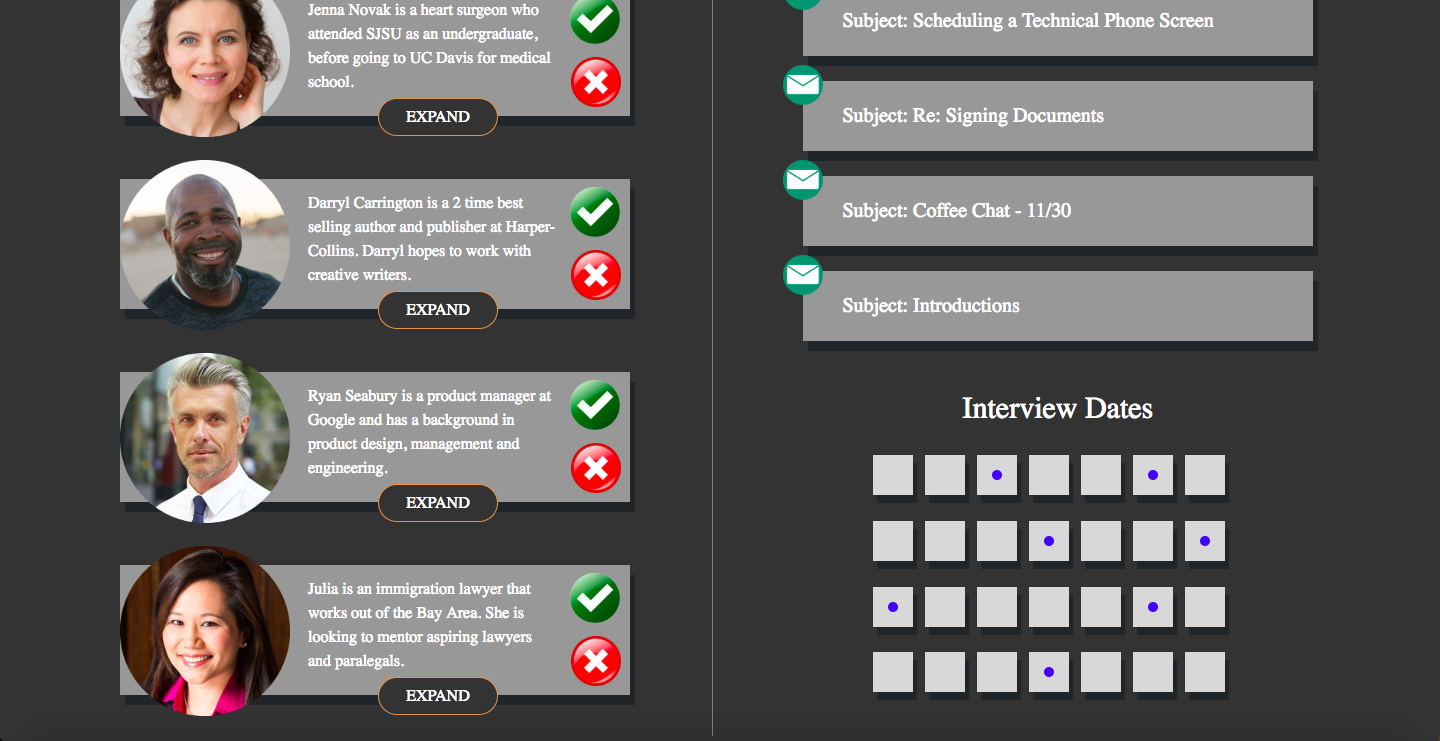 Jenna Novak is a heart surgeon who
attended SJSU as an undergraduate,
before going to UC Davis for medical
school.
EXPAND
Darryl Carrington is a 2 time best
selling author and publisher at Harper-
Collins. Darryl hopes to work with
creative writers.
EXPAND
Ryan Seabury is a product manager at
Google and has a background in
product design, management and
engineering.
EXPAND
Julia is an immigration lawyer that
works out of the Bay Area. She is
looking to mentor aspiring lawyers
and paralegals.
EXPAND
Subject: Scheduling a Technical Phone Screen
Subject: Re: Signing Documents
Subject: Coffee Chat - 11/30
Subject: Introductions
Interview Dates